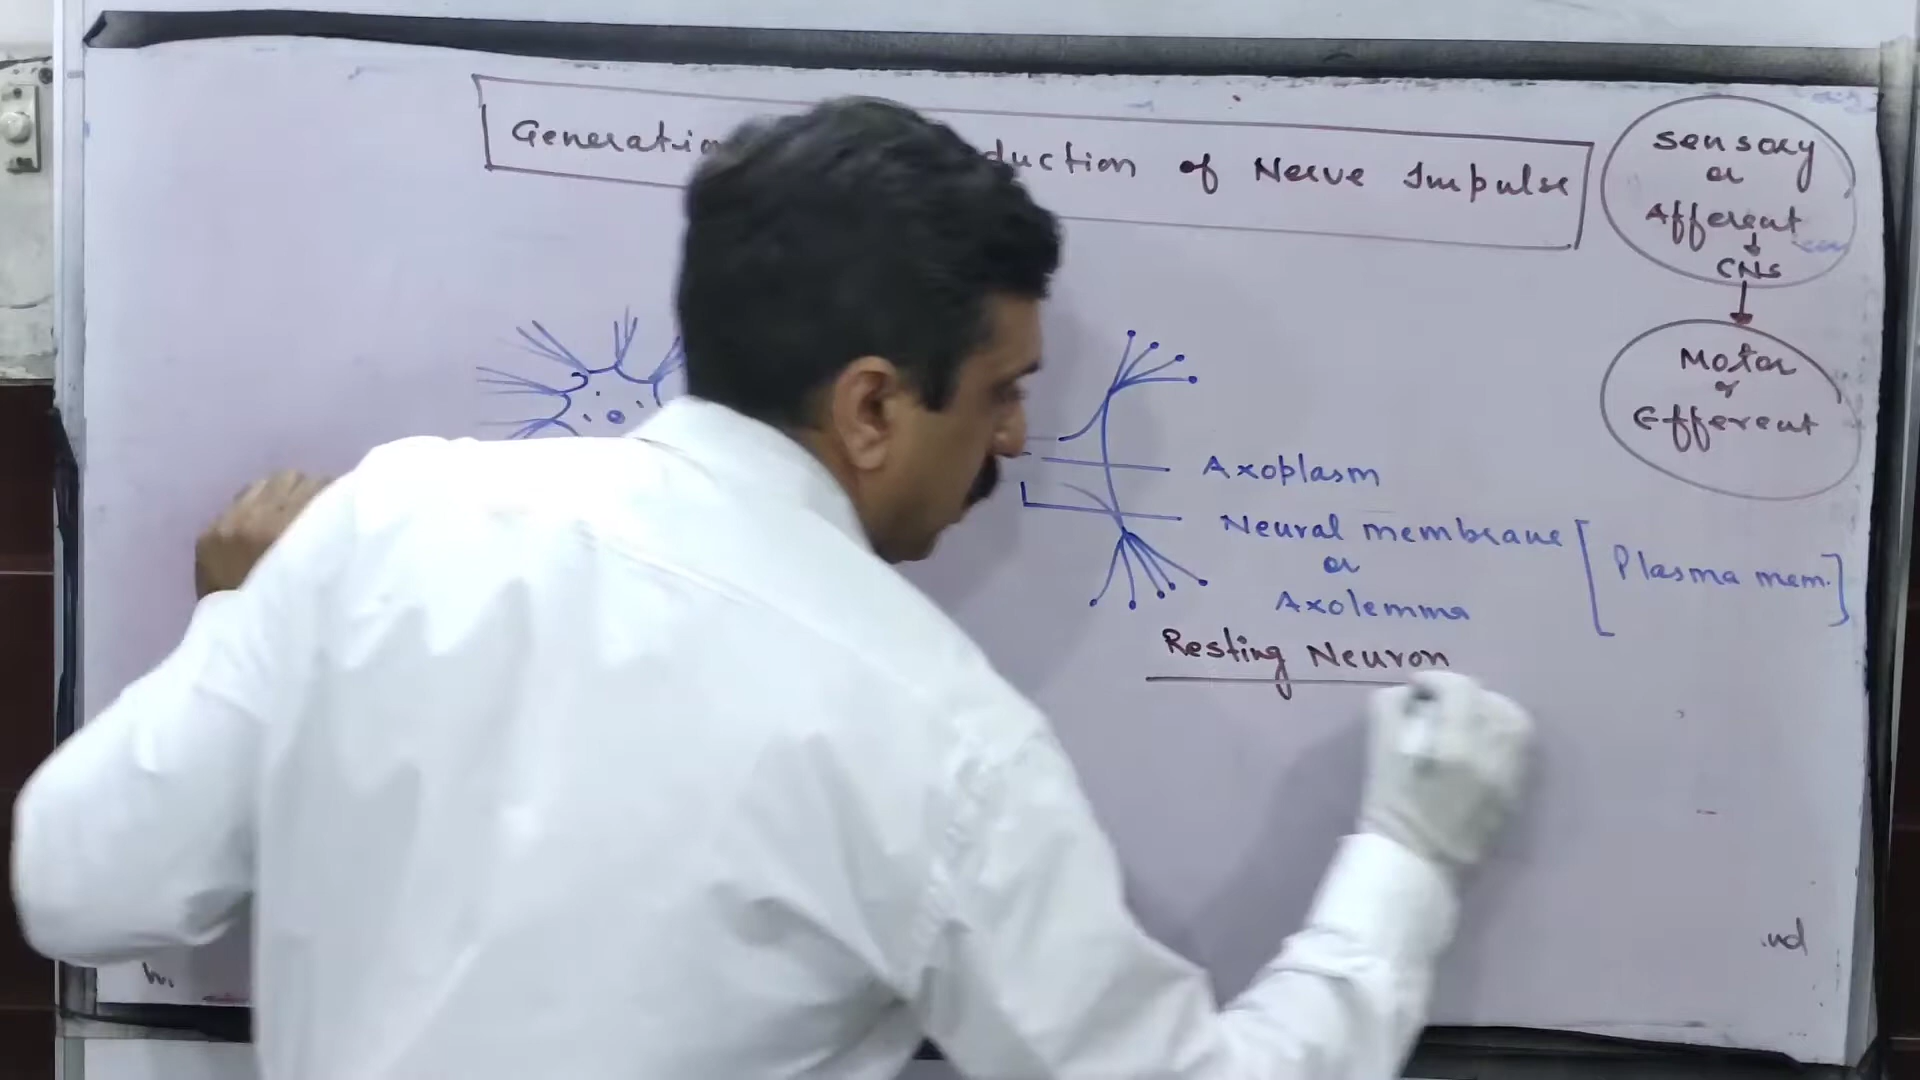 Generatio duction of Nerve Impulse
Sensory
or
Afferent
↓
CNS
↓
Motor
or
Efferent
Axoplasm
Neural membrane [Plasma mem.]
or
Axolemma
Resting Neuron